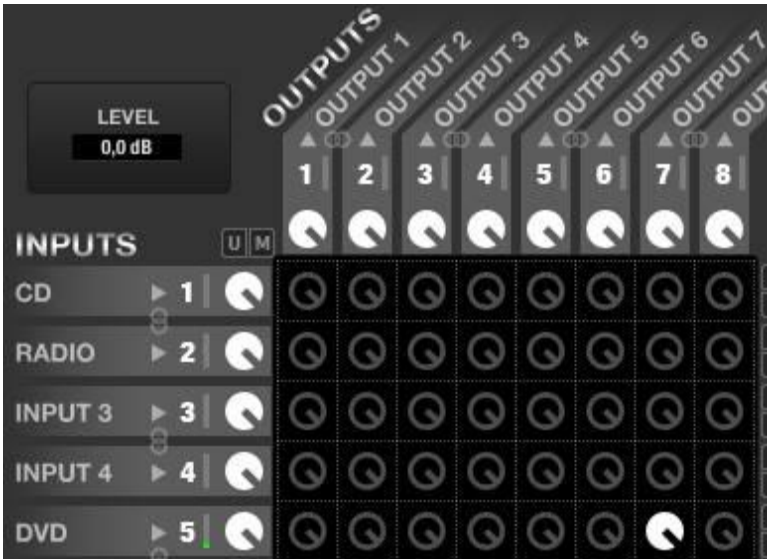 OUTPUTS
OUTPUT 1
OUTPUT 2
OUTPUT 3
OUTPUT 4
OUTPUT 5
OUTPUT 6
OUTPUT 7
LEVEL
0,0 dB
1 2 3 4 5 6 7 8
INPUTS U M
CD 1
RADIO 2
INPUT 3 3
INPUT 4 4
DVD 5